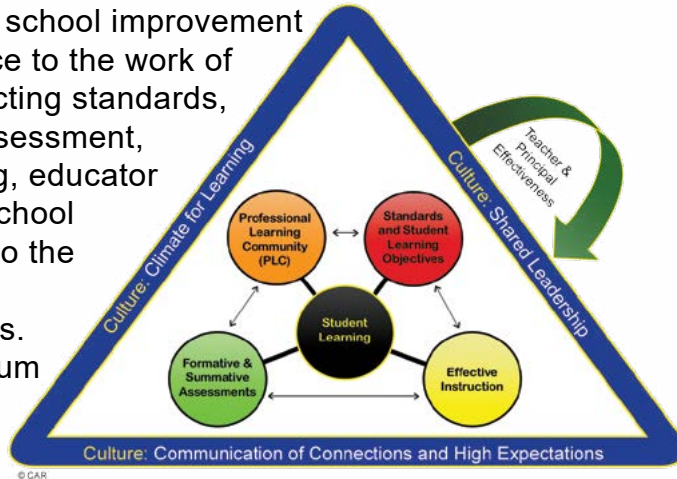 school improvement
ce to the work of
cting standards,
sessment,
g, educator
chool
o the
s.
um
Culture: Climate for Learning
Culture: Shared Leadership
Teacher &
Principal
Effectiveness
Professional
Learning
Community
(PLC)
Standards
and Student
Learning
Objectives
Student
Learning
Formative &
Summative
Assessments
Effective
Instruction
Culture: Communication of Connections and High Expectations
© CAR